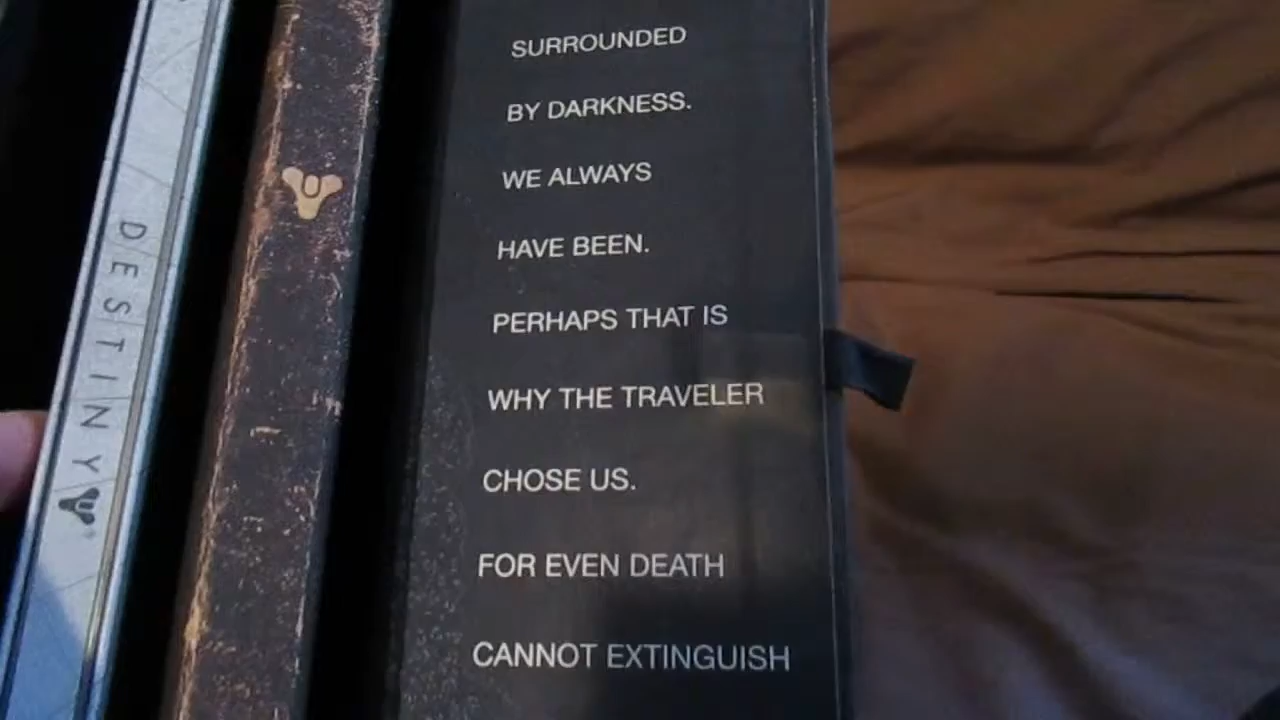 DESTINY
SURROUNDED
BY DARKNESS.
WE ALWAYS
HAVE BEEN.
PERHAPS THAT IS
WHY THE TRAVELER
CHOSE US.
FOR EVEN DEATH
CANNOT EXTINGUISH